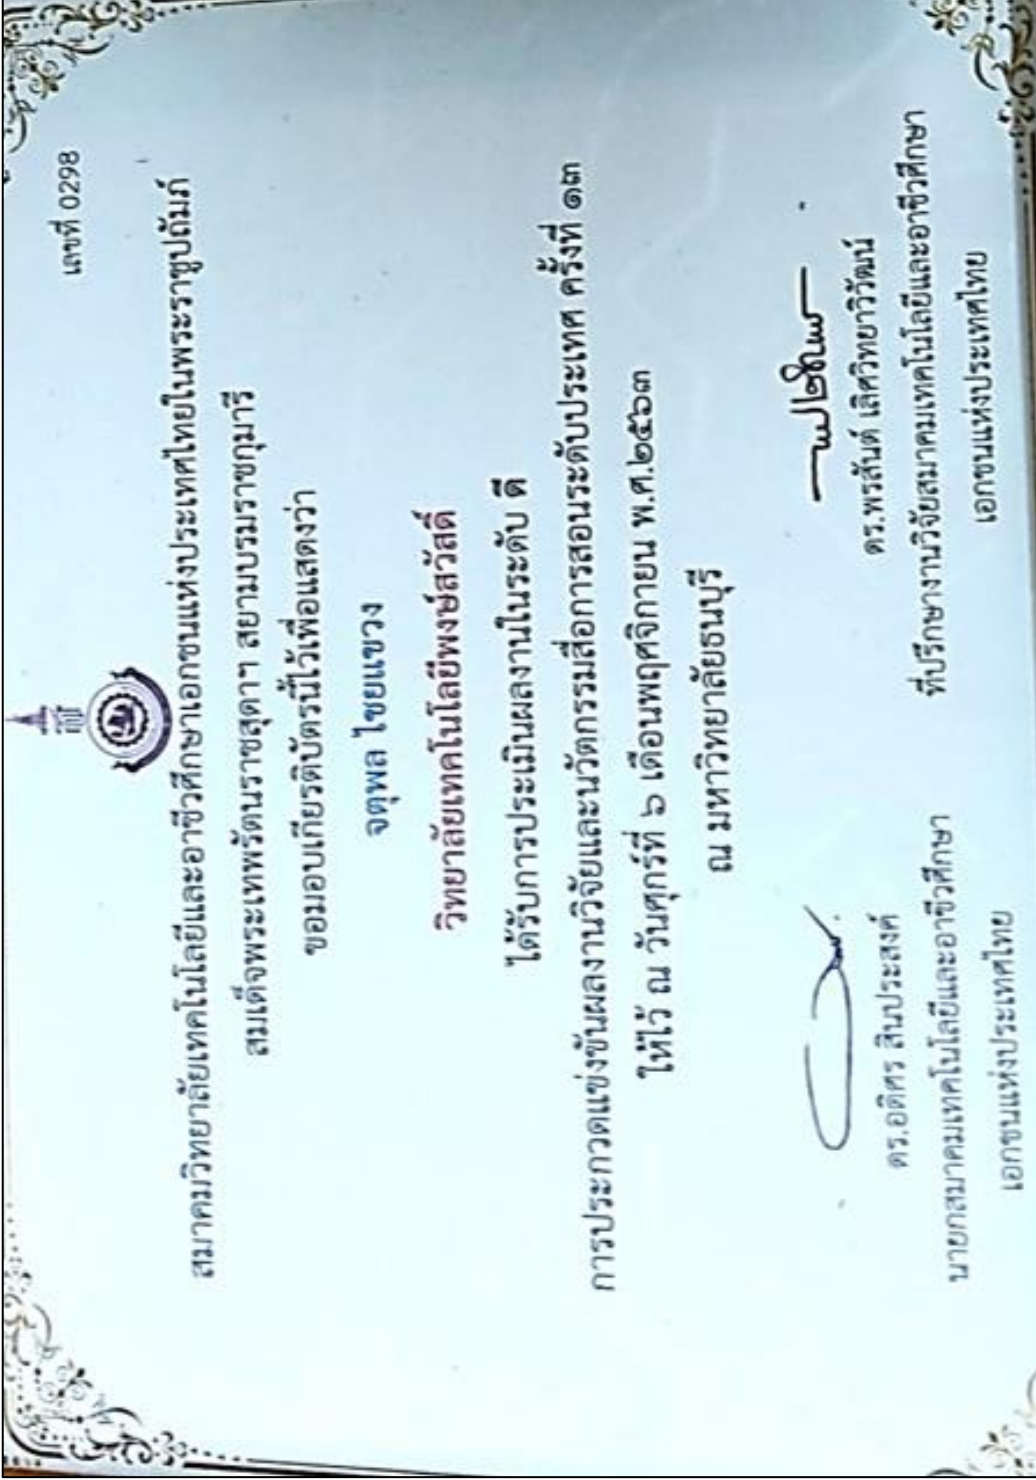 เลขที่ 0298
สมาคมวิทยาลัยเทคโนโลยีและอาชีวศึกษาเอกชนแห่งประเทศไทยในพระราชูปถัมภ์
สมเด็จพระเทพรัตนราชสุดาฯ สยามบรมราชกุมารี
ขอมอบเกียรติบัตรนี้ไว้เพื่อแสดงว่า
จตุพล ไชยแขวง
วิทยาลัยเทคโนโลยีพงษ์สวัสดิ์
ได้รับการประเมินผลงานในระดับ ดี
การประกวดแข่งขันผลงานวิจัยและนวัตกรรมสื่อการสอนระดับประเทศ ครั้งที่ ๑๓
ให้ไว้ ณ วันศุกร์ที่ ๖ เดือนพฤศจิกายน พ.ศ.๒๕๖๓
ณ มหาวิทยาลัยธนบุรี
ดร.อดิศร สินประสงค์
นายกสมาคมเทคโนโลยีและอาชีวศึกษา
เอกชนแห่งประเทศไทย
ดร.พรสันต์ เลิศวิทยาวิวัฒน์
ที่ปรึกษางานวิจัยสมาคมเทคโนโลยีและอาชีวศึกษา
เอกชนแห่งประเทศไทย